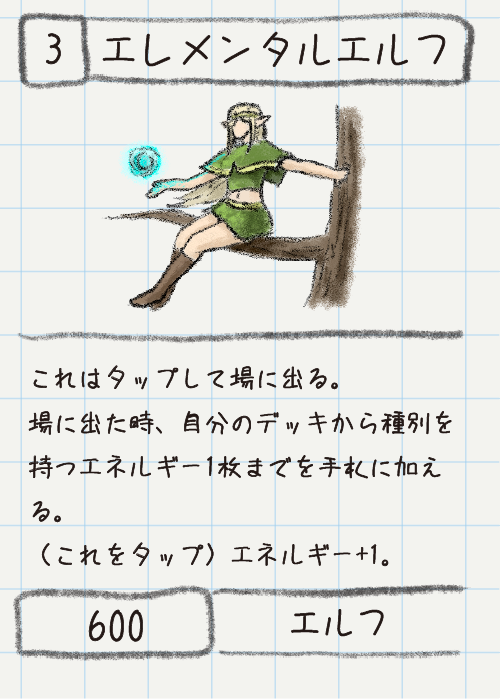 3 エレメンタルエルフ
これはタップして場に出る。
場に出た時、自分のデッキから種別を
持つエネルギー1枚までを手札に加え
る。
（これをタップ）エネルギー+1。
600 エルフ